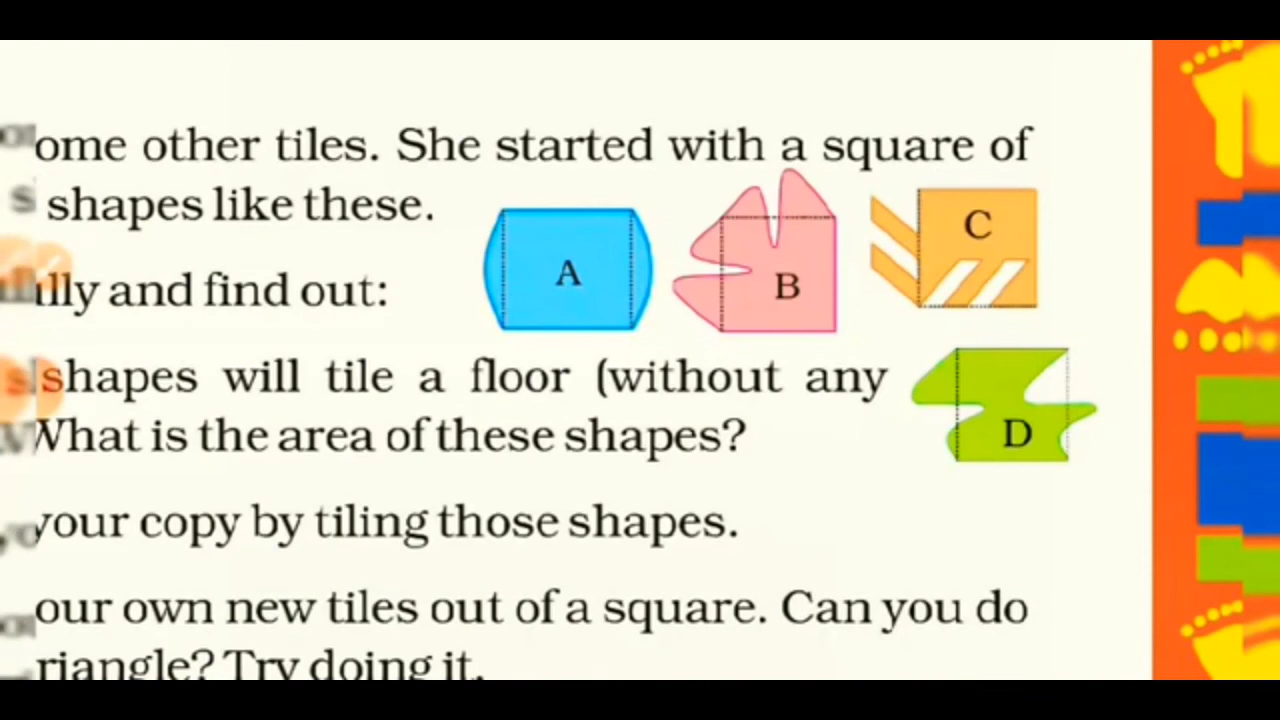 ome other tiles. She started with a square of
shapes like these.
A
B
C
lly and find out:
shapes will tile a floor (without any
What is the area of these shapes?
D
your copy by tiling those shapes.
our own new tiles out of a square. Can you do
riangle? Try doing it.